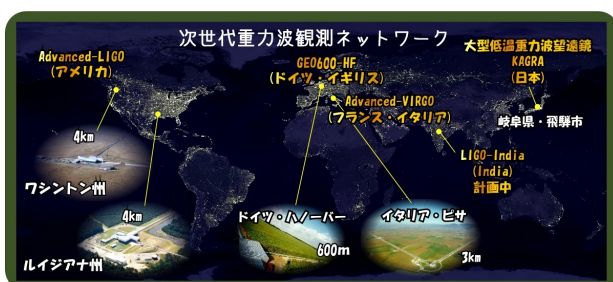 次世代重力波観測ネットワーク
Advanced-LIGO
(アメリカ)
GEO600-HF
(ドイツ・イギリス)
大型低温重力波望遠鏡
KAGRA
(日本)
Advanced-VIRGO
(フランス・イタリア)
岐阜県・飛騨市
4km
LIGO-India
(India)
計画中
ワシントン州
4km
ドイツ・ハノーバー
イタリア・ピサ
600m
3km
ルイジアナ州